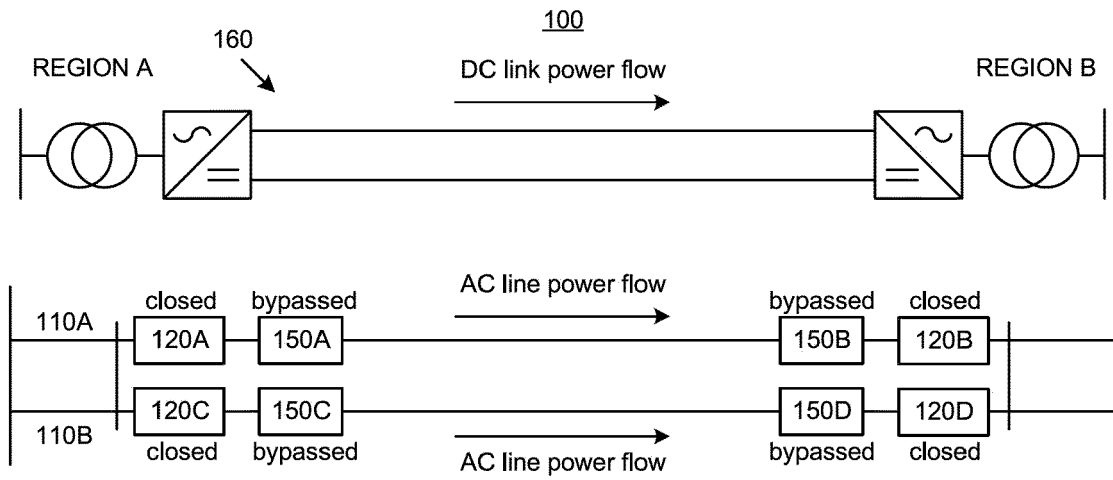 100
160
REGION A
DC link power flow
REGION B
closed bypassed AC line power flow bypassed closed
110A
120A 150A 150B 120B
120C 150C 150D 120D
110B
closed bypassed AC line power flow bypassed closed